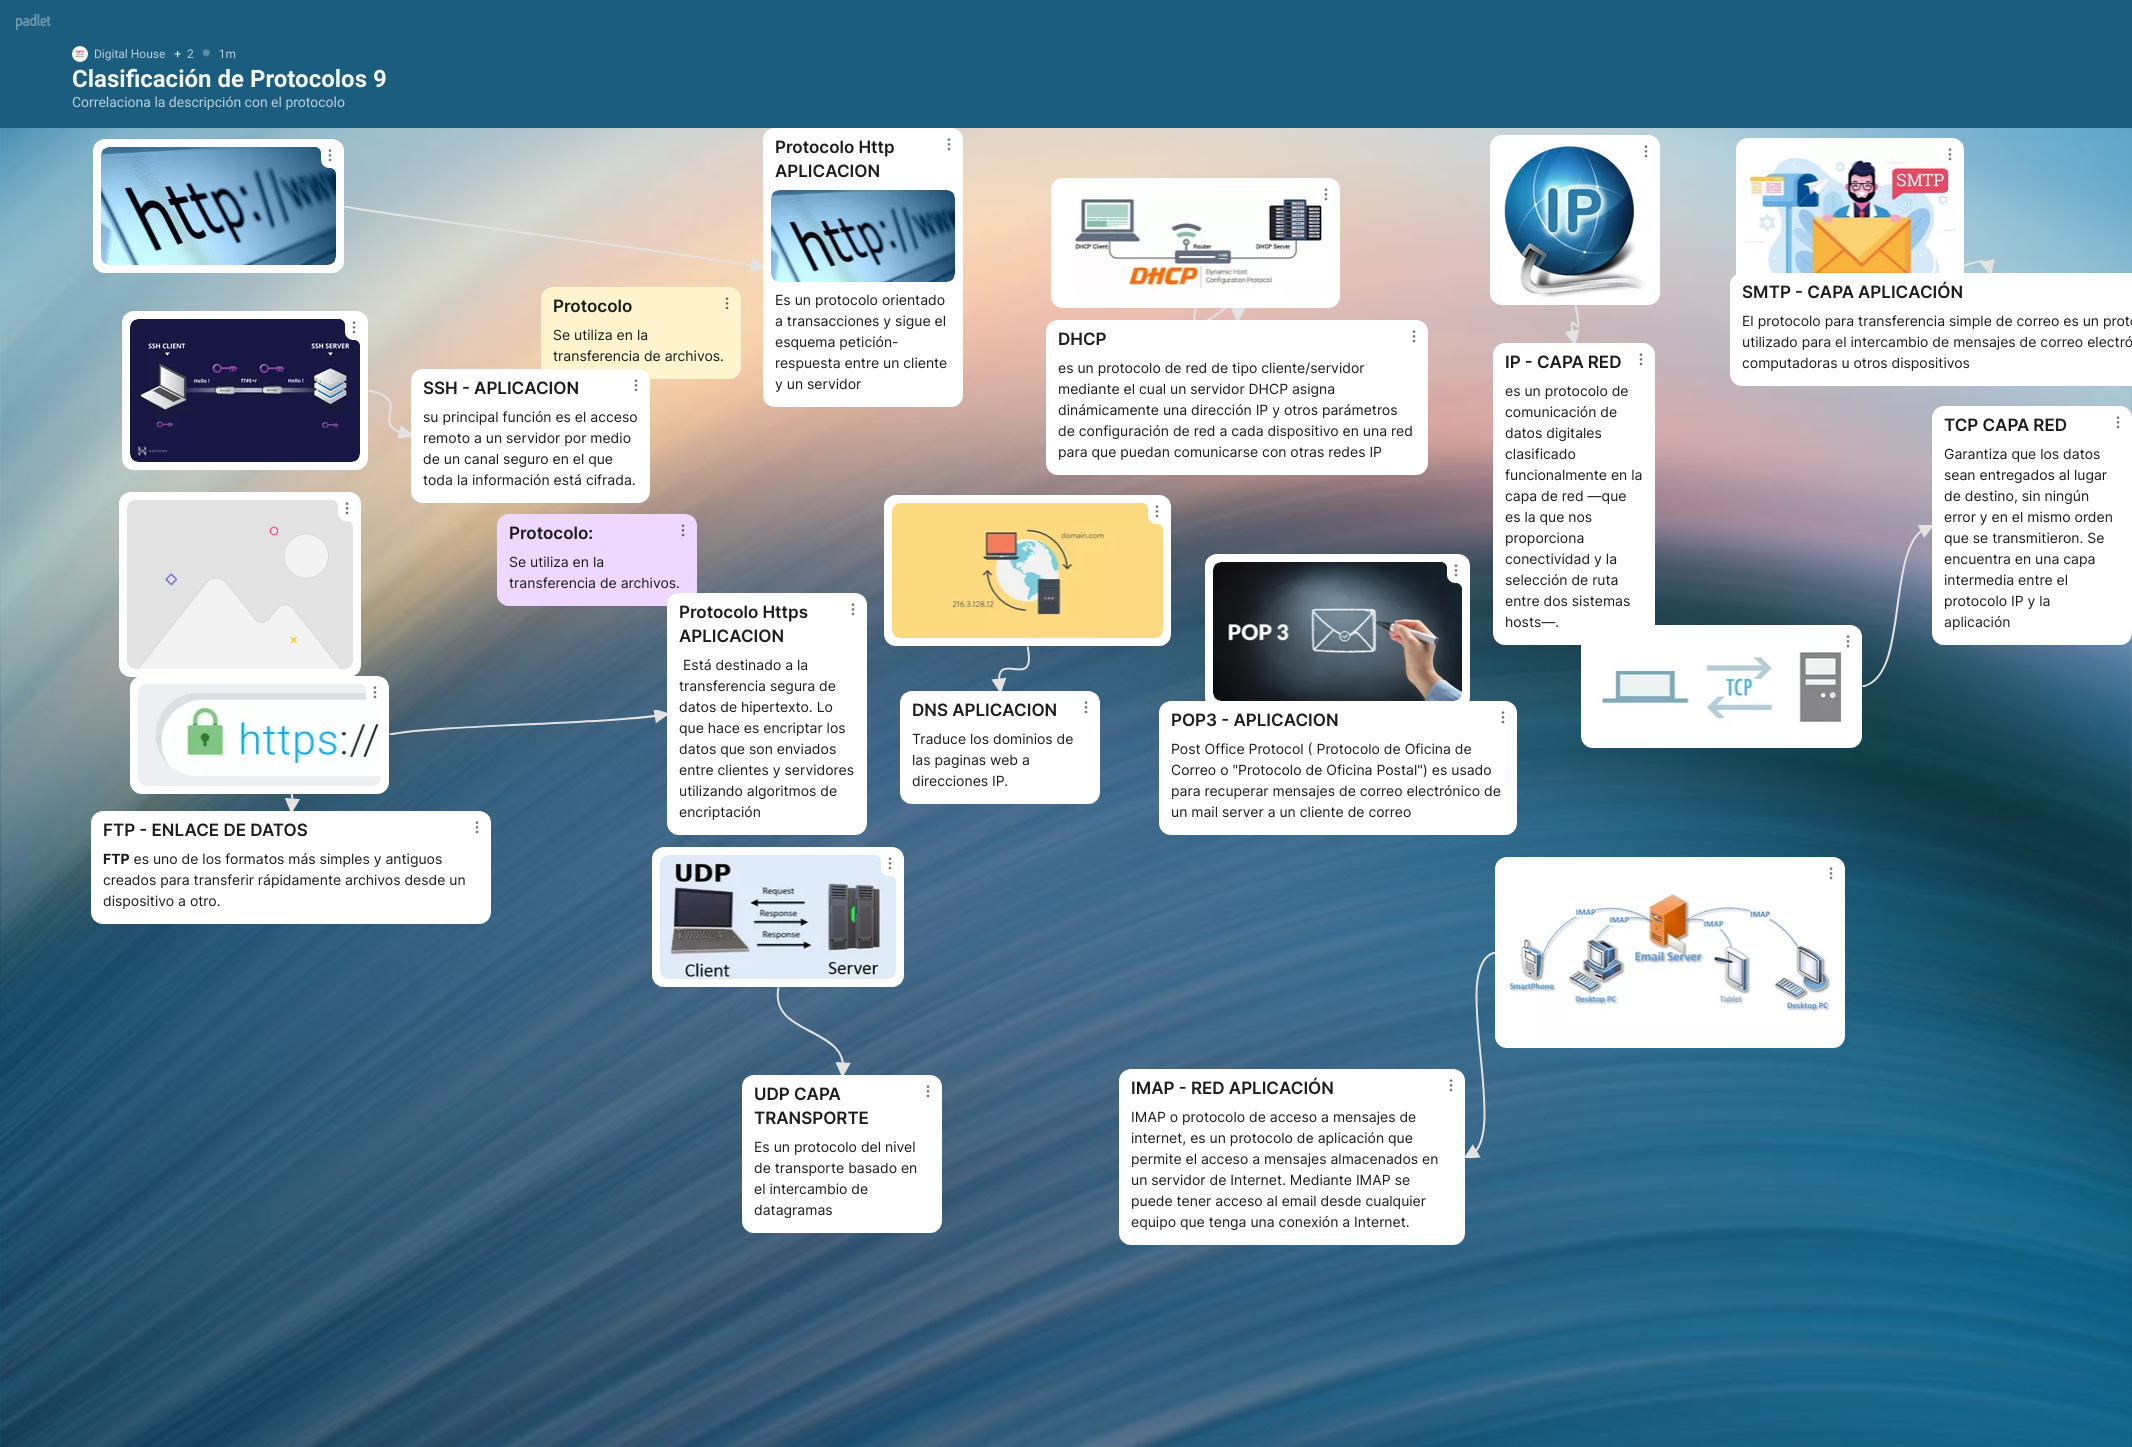 padlet
Digital House + 2 1m
Clasificación de Protocolos 9
Correlaciona la descripción con el protocolo
http://www
Protocolo Http
APLICACION
http://www
Es un protocolo orientado
a transacciones y sigue el
esquema petición-
respuesta entre un cliente
y un servidor
Protocolo
Se utiliza en la
transferencia de archivos.
SSH CLIENT
SSH SERVER
Hello !
Hello !
SSH - APLICACION
su principal función es el acceso
remoto a un servidor por medio
de un canal seguro en el que
toda la información está cifrada.
Protocolo:
Se utiliza en la
transferencia de archivos.
https://
Protocolo Https
APLICACION
Está destinado a la
transferencia segura de
datos de hipertexto. Lo
que hace es encriptar los
datos que son enviados
entre clientes y servidores
utilizando algoritmos de
encriptación
FTP - ENLACE DE DATOS
FTP es uno de los formatos más simples y antiguos
creados para transferir rápidamente archivos desde un
dispositivo a otro.
UDP
Request
Response
Response
Client
Server
UDP CAPA
TRANSPORTE
Es un protocolo del nivel
de transporte basado en
el intercambio de
datagramas
DHCP Client
Router
DHCP Server
DHCP
Dynamic Host
Configuration Protocol
DHCP
es un protocolo de red de tipo cliente/servidor
mediante el cual un servidor DHCP asigna
dinámicamente una dirección IP y otros parámetros
de configuración de red a cada dispositivo en una red
para que puedan comunicarse con otras redes IP
domain.com
216.3.128.12
DNS APLICACION
Traduce los dominios de
las paginas web a
direcciones IP.
POP 3
POP3 - APLICACION
Post Office Protocol ( Protocolo de Oficina de
Correo o "Protocolo de Oficina Postal") es usado
para recuperar mensajes de correo electrónico de
un mail server a un cliente de correo
IP
IP - CAPA RED
es un protocolo de
comunicación de
datos digitales
clasificado
funcionalmente en la
capa de red —que
es la que nos
proporciona
conectividad y la
selección de ruta
entre dos sistemas
hosts—.
SMTP
SMTP - CAPA APLICACIÓN
El protocolo para transferencia simple de correo es un prot
utilizado para el intercambio de mensajes de correo electró
computadoras u otros dispositivos
TCP CAPA RED
Garantiza que los datos
sean entregados al lugar
de destino, sin ningún
error y en el mismo orden
que se transmitieron. Se
encuentra en una capa
intermedia entre el
protocolo IP y la
aplicación
TCP
IMAP
IMAP
IMAP
IMAP
Email Server
SmartPhone
Desktop PC
Tablet
Desktop PC
IMAP - RED APLICACIÓN
IMAP o protocolo de acceso a mensajes de
internet, es un protocolo de aplicación que
permite el acceso a mensajes almacenados en
un servidor de Internet. Mediante IMAP se
puede tener acceso al email desde cualquier
equipo que tenga una conexión a Internet.